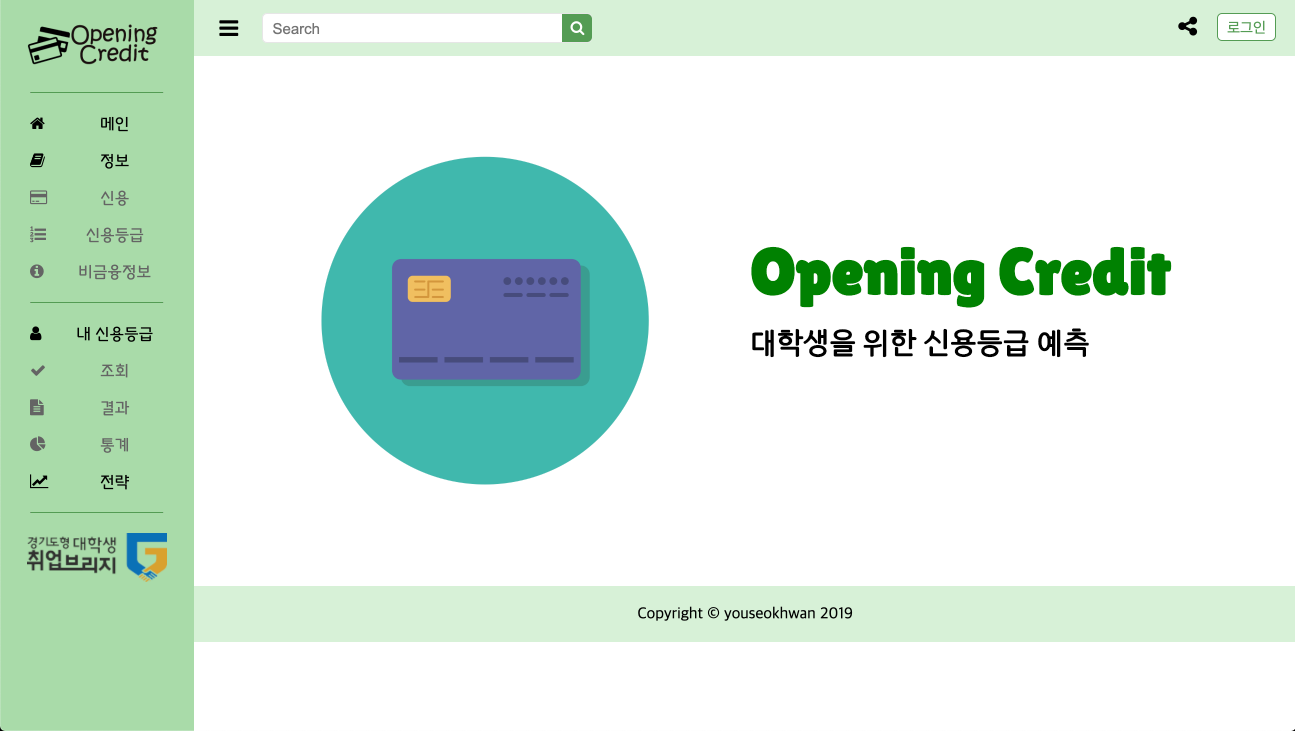 Opening
Credit
Search
로그인
메인
정보
신용
신용등급
비금융정보
내 신용등급
조회
결과
통계
전략
경기도형 대학생
취업브리지
Opening Credit
대학생을 위한 신용등급 예측
Copyright © youseokhwan 2019